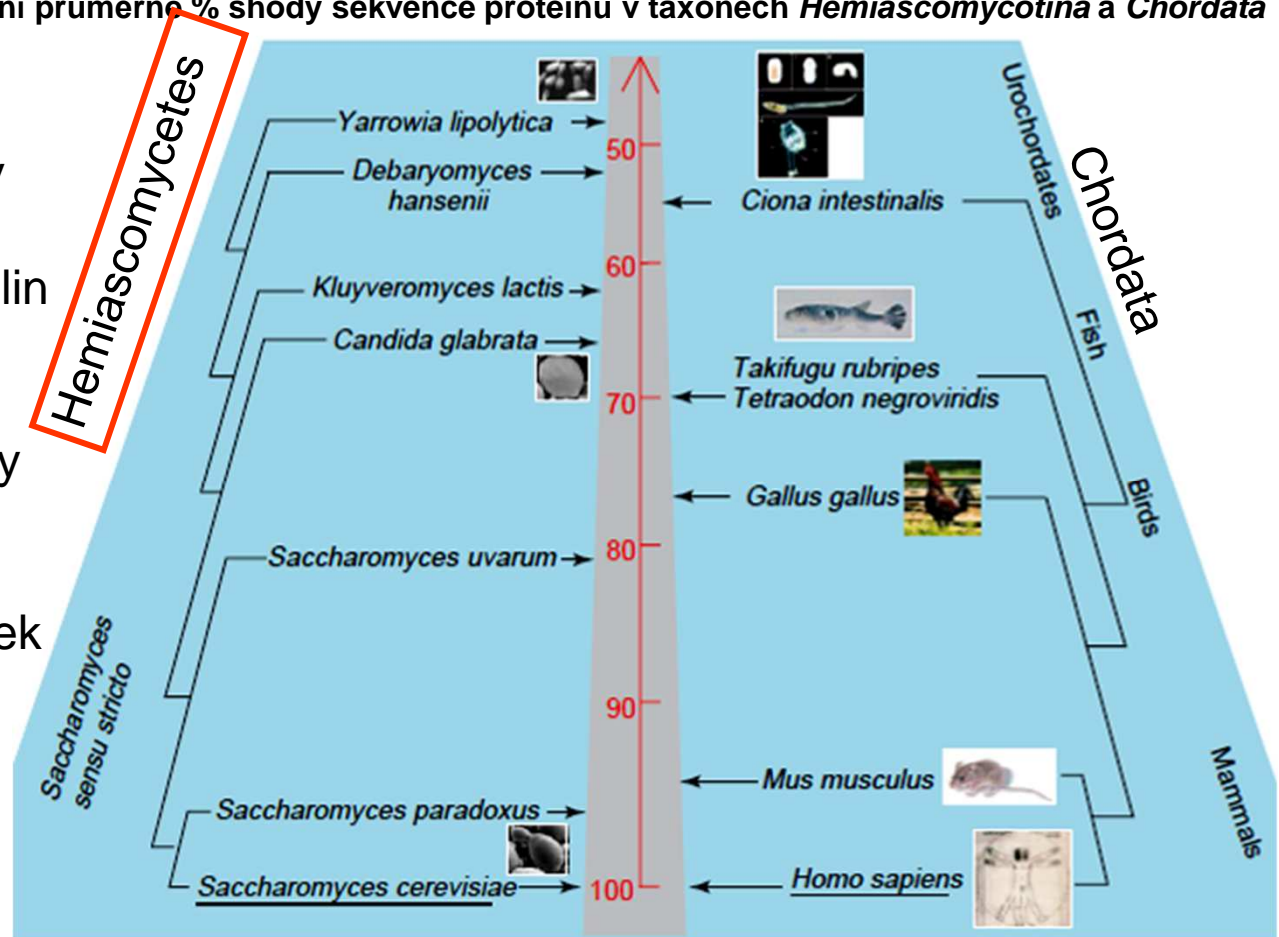 ní průměrné % shody sekvence proteinů v taxonech Hemiascomycotina a Chordata
Hemiascomycetes
Chordata
y
lin
y
ek
Urochordates
Fish
Birds
Mammals
Saccharomyces
sensu stricto
Yarrowia lipolytica
Debaryomyces
hansenii
Kluyveromyces lactis
Candida glabrata
Saccharomyces uvarum
Saccharomyces paradoxus
Saccharomyces cerevisiae
50
60
70
80
90
100
Ciona intestinalis
Takifugu rubripes
Tetraodon negroviridis
Gallus gallus
Mus musculus
Homo sapiens